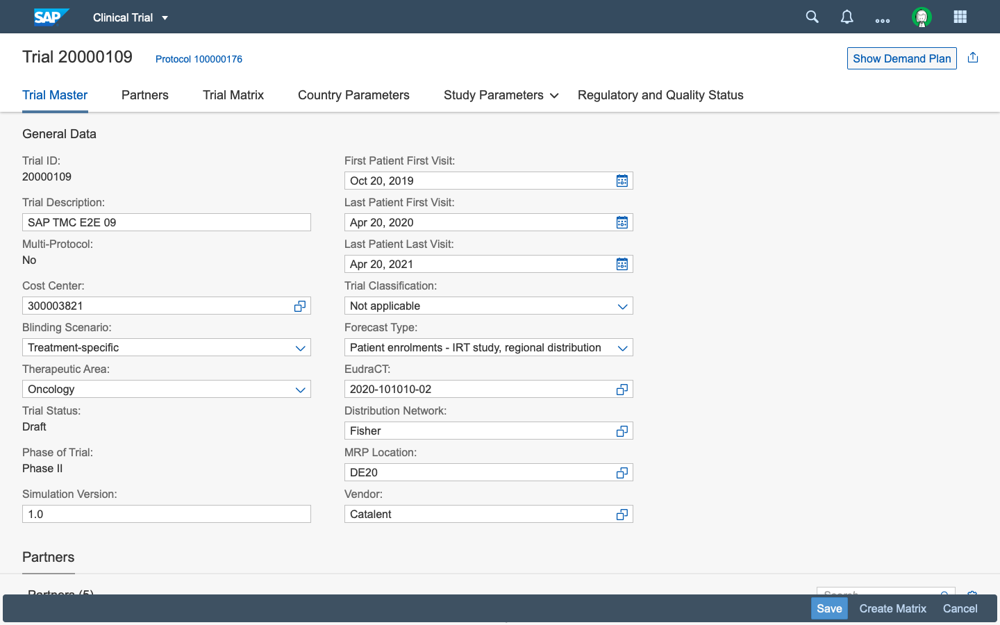 SAP Clinical Trial
Trial 20000109 Protocol 100000176 Show Demand Plan
Trial Master Partners Trial Matrix Country Parameters Study Parameters Regulatory and Quality Status
General Data
Trial ID:
20000109
Trial Description:
SAP TMC E2E 09
Multi-Protocol:
No
Cost Center:
300003821
Blinding Scenario:
Treatment-specific
Therapeutic Area:
Oncology
Trial Status:
Draft
Phase of Trial:
Phase II
Simulation Version:
1.0
First Patient First Visit:
Oct 20, 2019
Last Patient First Visit:
Apr 20, 2020
Last Patient Last Visit:
Apr 20, 2021
Trial Classification:
Not applicable
Forecast Type:
Patient enrolments - IRT study, regional distribution
EudraCT:
2020-101010-02
Distribution Network:
Fisher
MRP Location:
DE20
Vendor:
Catalent
Partners
Partners (5) Search
Save Create Matrix Cancel